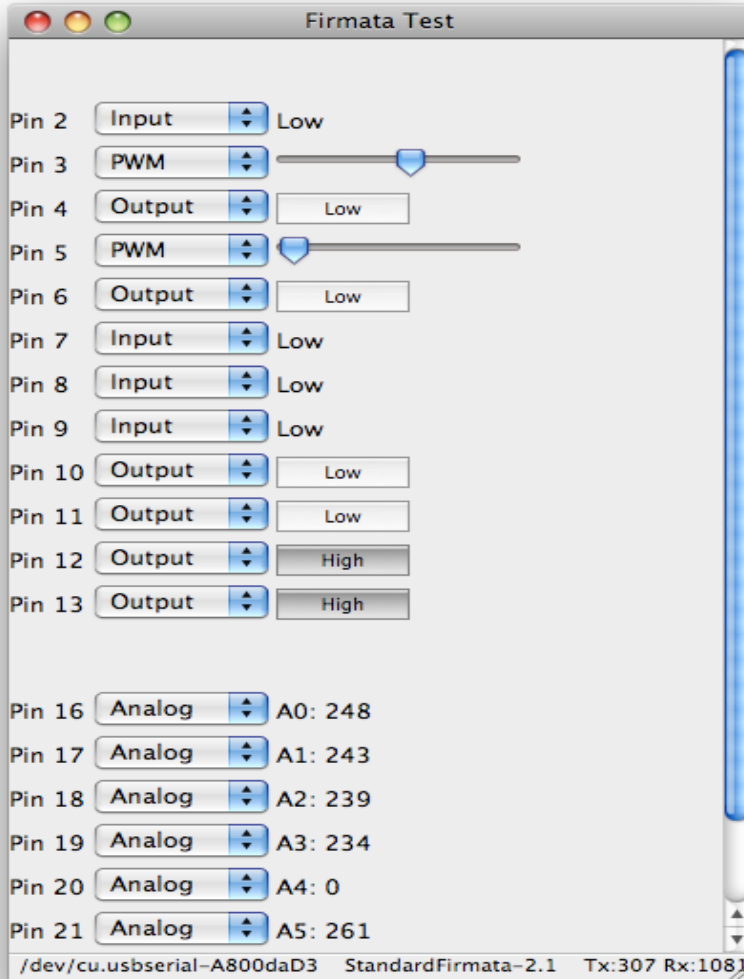 Firmata Test
Pin 2 Input Low
Pin 3 PWM
Pin 4 Output Low
Pin 5 PWM
Pin 6 Output Low
Pin 7 Input Low
Pin 8 Input Low
Pin 9 Input Low
Pin 10 Output Low
Pin 11 Output Low
Pin 12 Output High
Pin 13 Output High
Pin 16 Analog A0: 248
Pin 17 Analog A1: 243
Pin 18 Analog A2: 239
Pin 19 Analog A3: 234
Pin 20 Analog A4: 0
Pin 21 Analog A5: 261
/dev/cu.usbserial-A800daD3 StandardFirmata-2.1 Tx:307